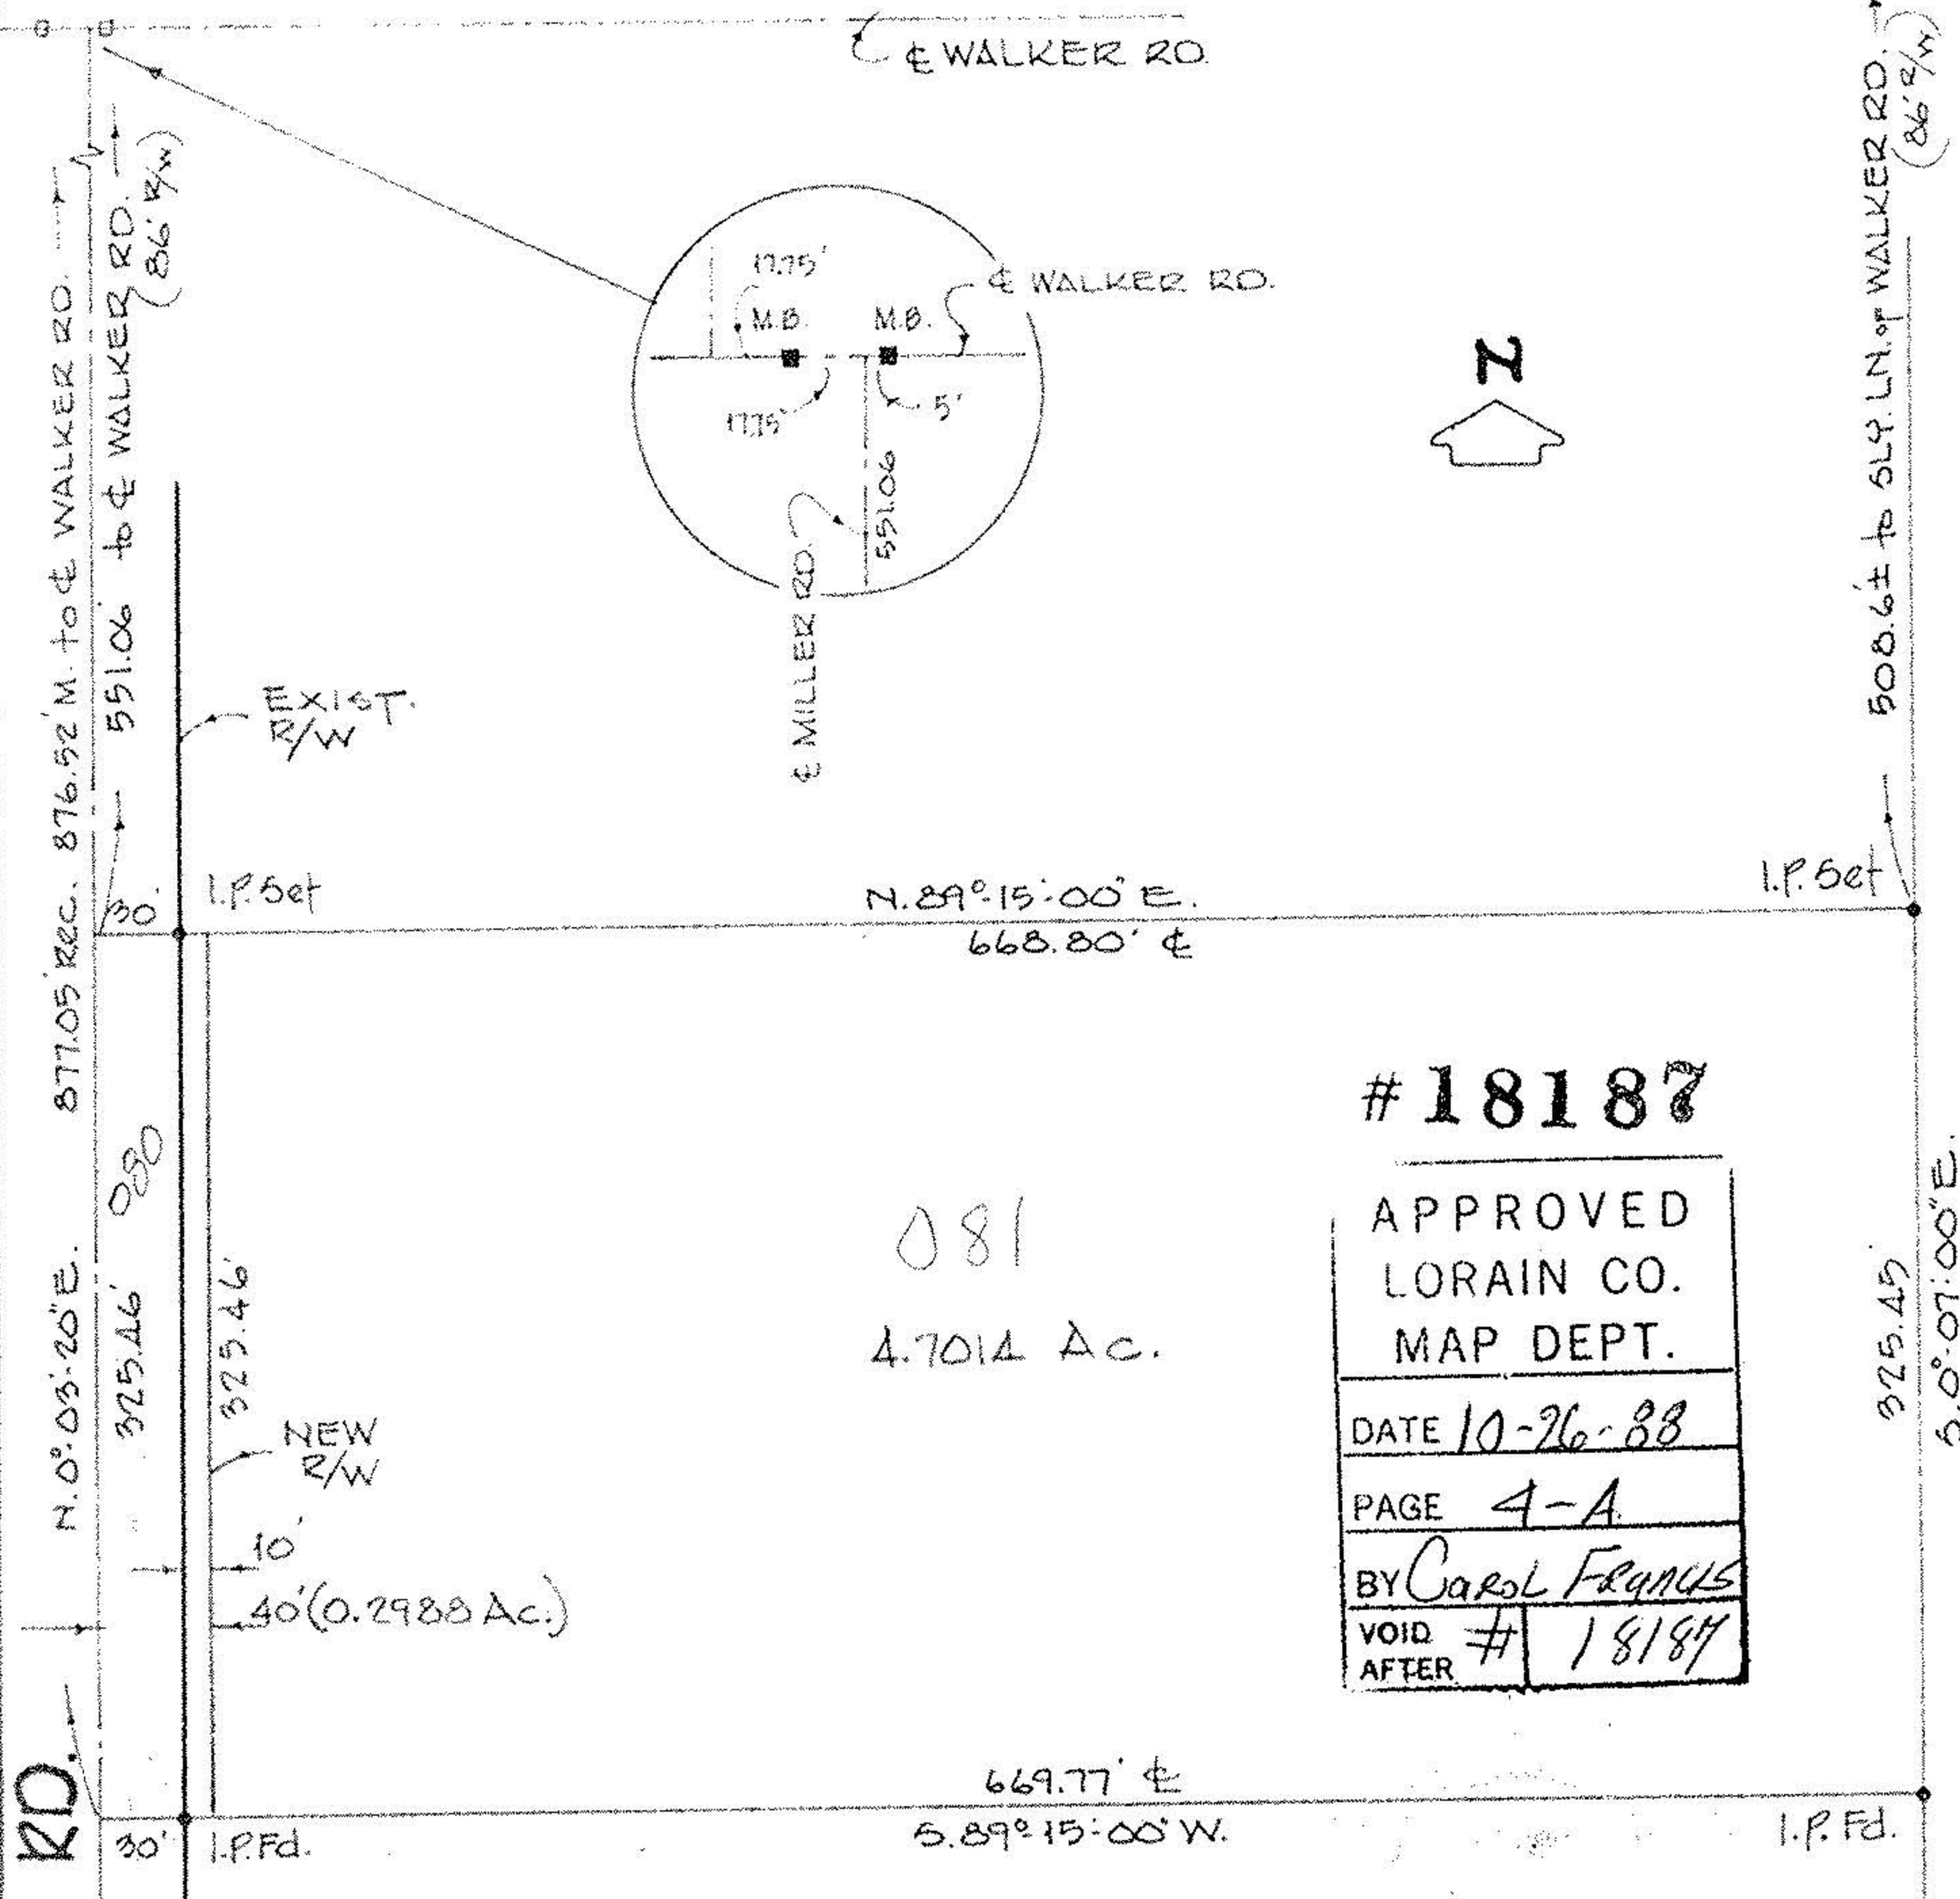 ℄ WALKER RD.
(86' R/W)
(86' R/W)
17.75'
M.B.
M.B.
℄ WALKER RD.
17.75'
5'
551.06
℄ MILLER RD.
N
877.05' Rec. 876.52' M. to ℄ WALKER RD.
551.06' to ℄ WALKER RD.
508.6'± to SLY. LN. of WALKER RD.
EXIST.
R/W
30'
I.P. Set
N. 89°-15'-00" E.
668.80' ℄
I.P. Set
# 18187
APPROVED
LORAIN CO.
MAP DEPT.
DATE 10-26-88
PAGE 4-A
BY CAROL FRANCIS
VOID
AFTER # 18187
080
081
4.7014 Ac.
N. 0°-03'-20" E.
325.46'
325.46'
325.45'
S. 0°-07'-00" E.
NEW
R/W
10'
40' (0.2988 Ac.)
RD.
669.77' ℄
S. 89°-15'-00" W.
30'
I.P. Fd.
I.P. Fd.